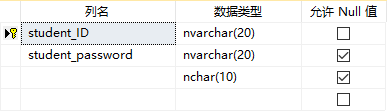 列名 数据类型 允许 Null 值
student_ID nvarchar(20)
student_password nvarchar(20)
nchar(10)